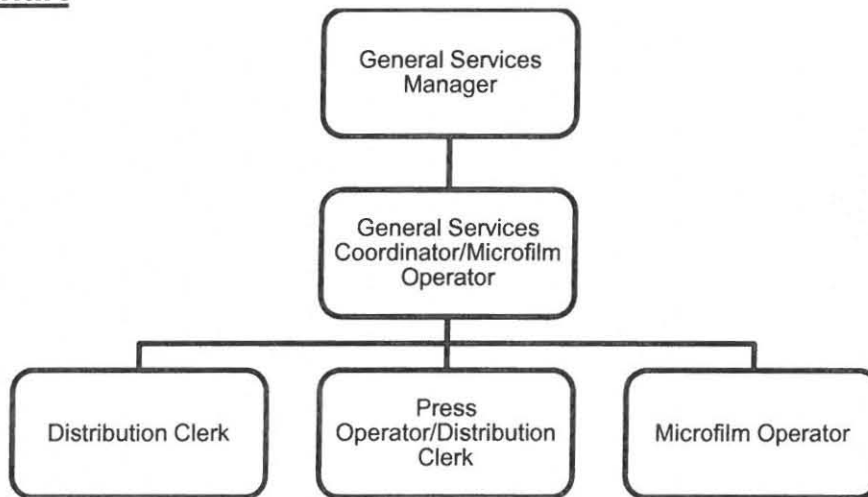 General Services
Manager
General Services
Coordinator/Microfilm
Operator
Distribution Clerk
Press
Operator/Distribution
Clerk
Microfilm Operator